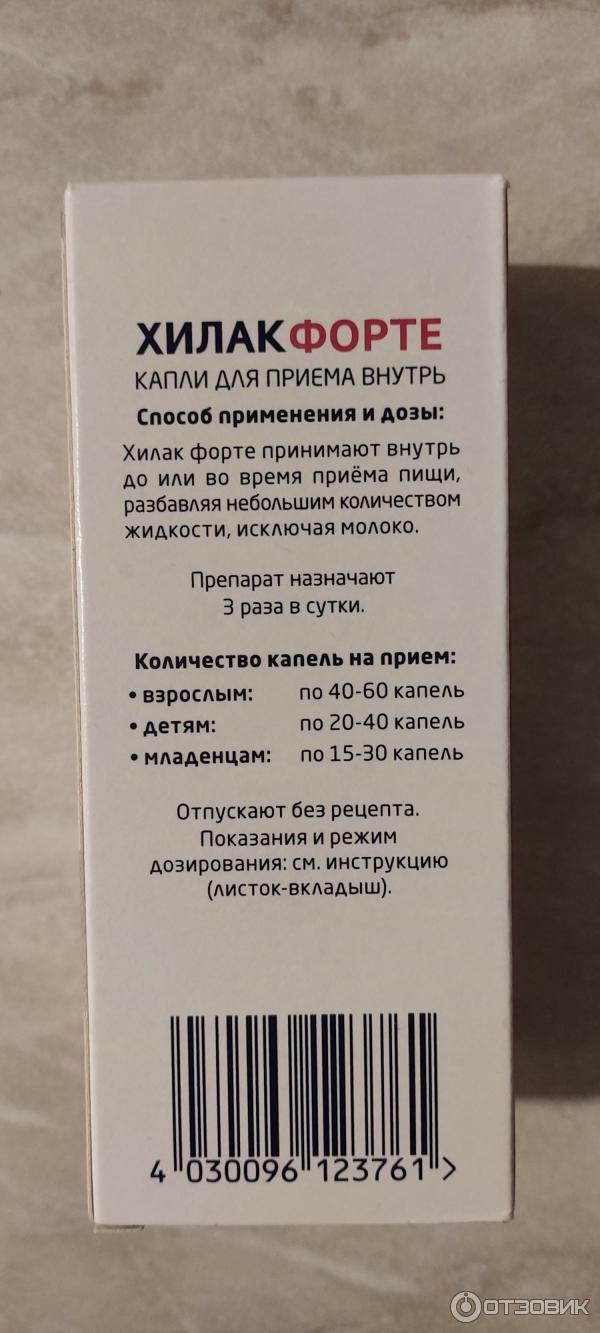 ХИЛАКФОРТЕ
КАПЛИ ДЛЯ ПРИЕМА ВНУТРЬ
Способ применения и дозы:
Хилак форте принимают внутрь
до или во время приёма пищи,
разбавляя небольшим количеством
жидкости, исключая молоко.
Препарат назначают
3 раза в сутки.
Количество капель на прием:
• взрослым: по 40-60 капель
• детям: по 20-40 капель
• младенцам: по 15-30 капель
Отпускают без рецепта.
Показания и режим
дозирования: см. инструкцию
(листок-вкладыш).
4 030096 123761 >
ОТЗОВИК